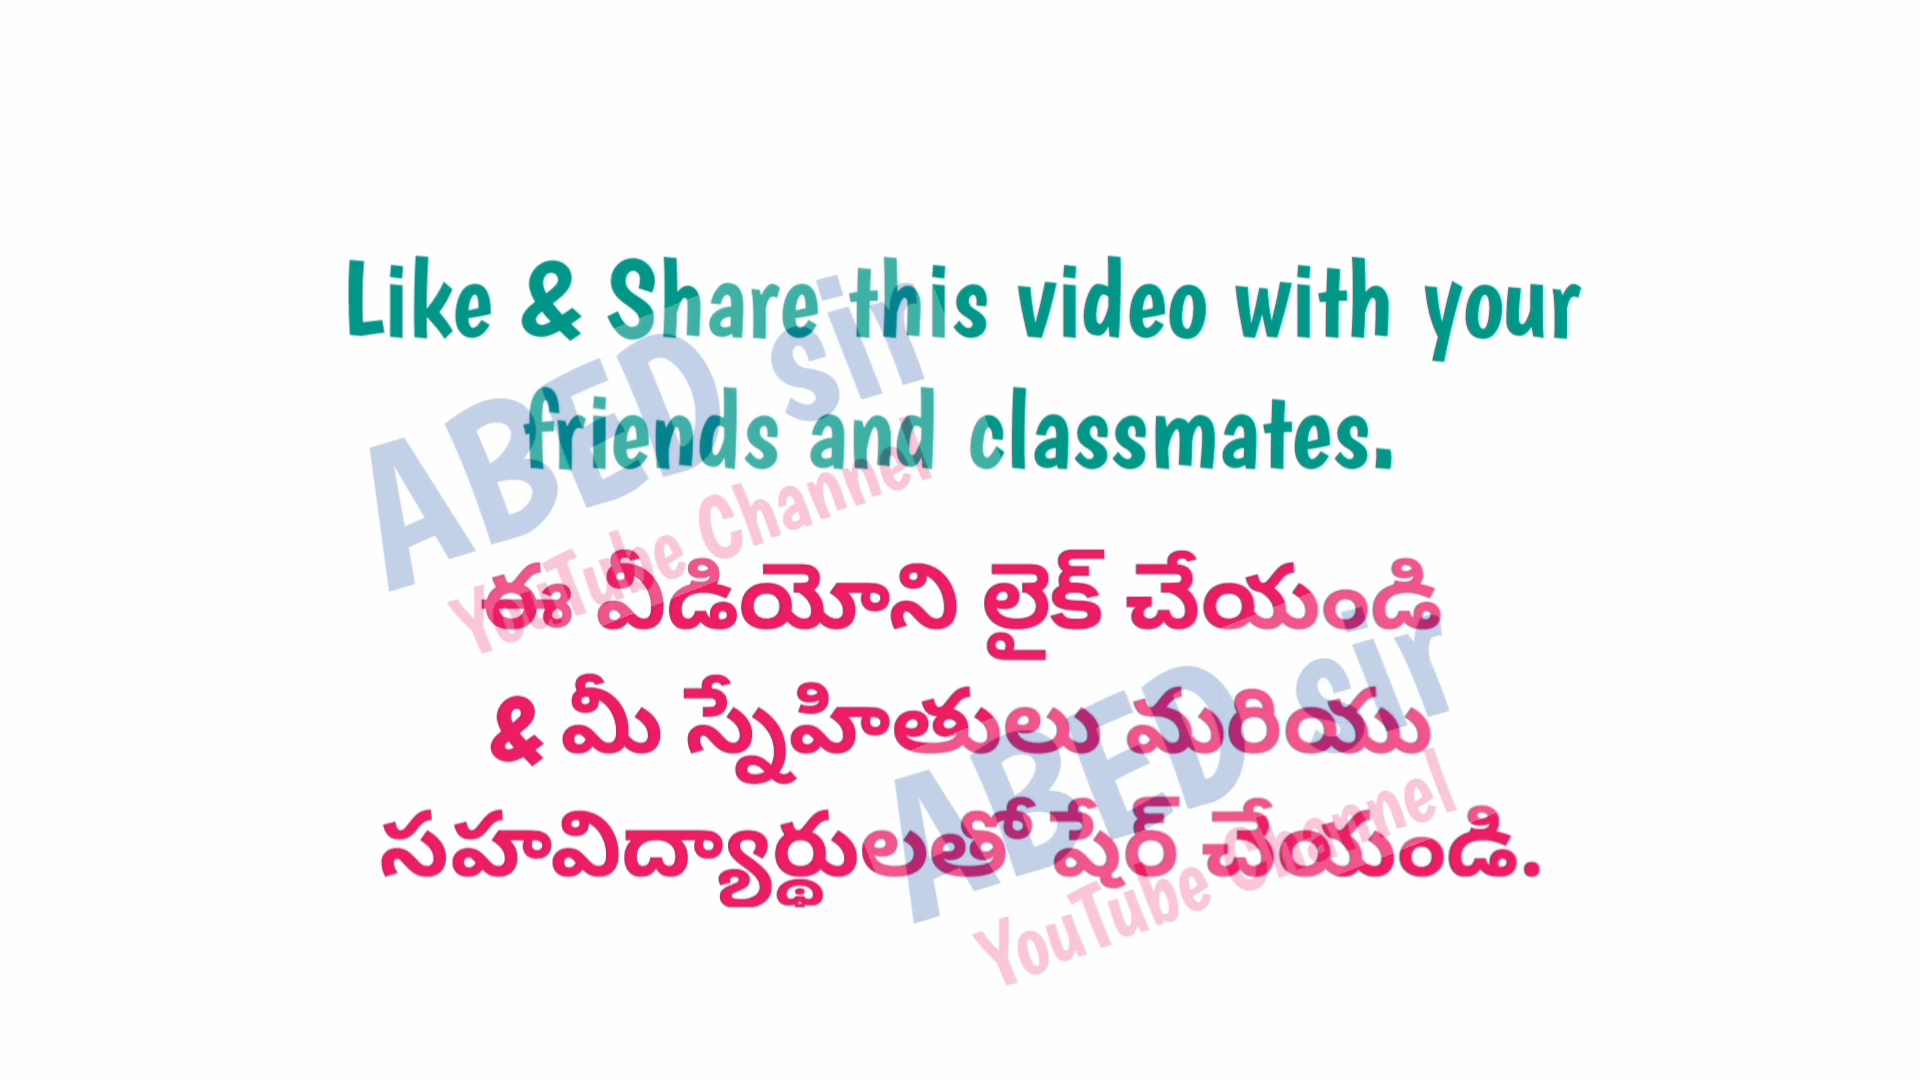 Like & Share this video with your
friends and classmates.
ఈ వీడియోని లైక్ చేయండి
& మీ స్నేహితులు మరియు
సహవిద్యార్థులతో షేర్ చేయండి.
ABED sir
YouTube Channel
ABED sir
YouTube Channel